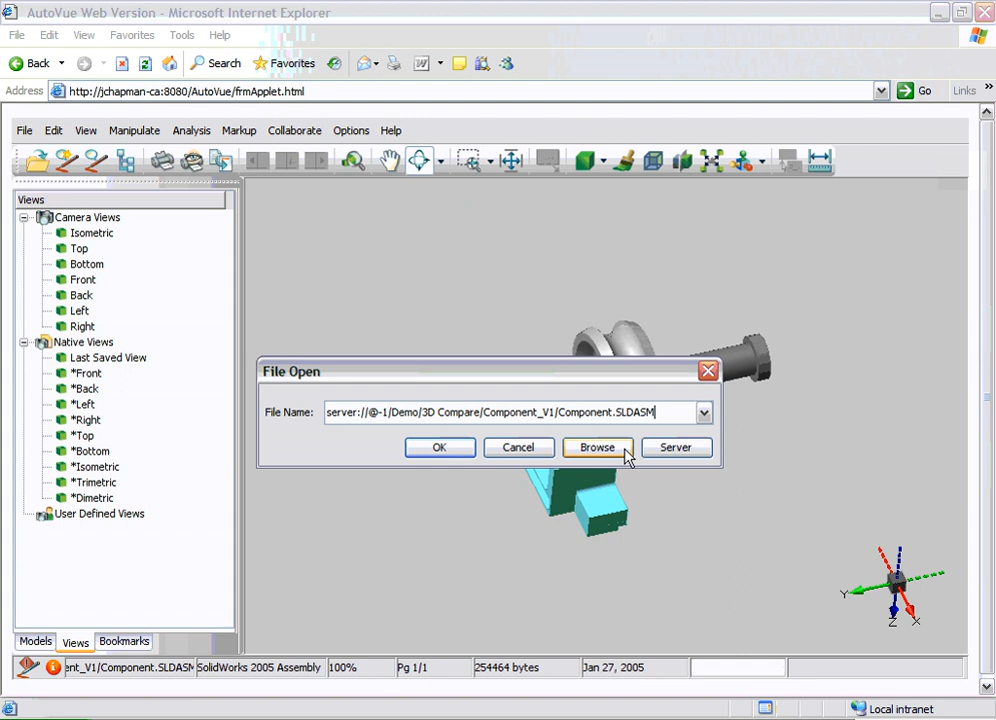 AutoVue Web Version - Microsoft Internet Explorer
File Edit View Favorites Tools Help
Back Search Favorites
Address http://jchapman-ca:8080/AutoVue/frmApplet.html Go Links »
File Edit View Manipulate Analysis Markup Collaborate Options Help
Views
Camera Views
Isometric
Top
Bottom
Front
Back
Left
Right
Native Views
Last Saved View
*Front
*Back
*Left
*Right
*Top
*Bottom
*Isometric
*Trimetric
*Dimetric
User Defined Views
File Open
File Name: server://@-1/Demo/3D Compare/Component_V1/Component.SLDASM
OK Cancel Browse Server
Y Z X
Models Views Bookmarks
ent_V1/Component.SLDASM SolidWorks 2005 Assembly 100% Pg 1/1 254464 bytes Jan 27, 2005
Local intranet